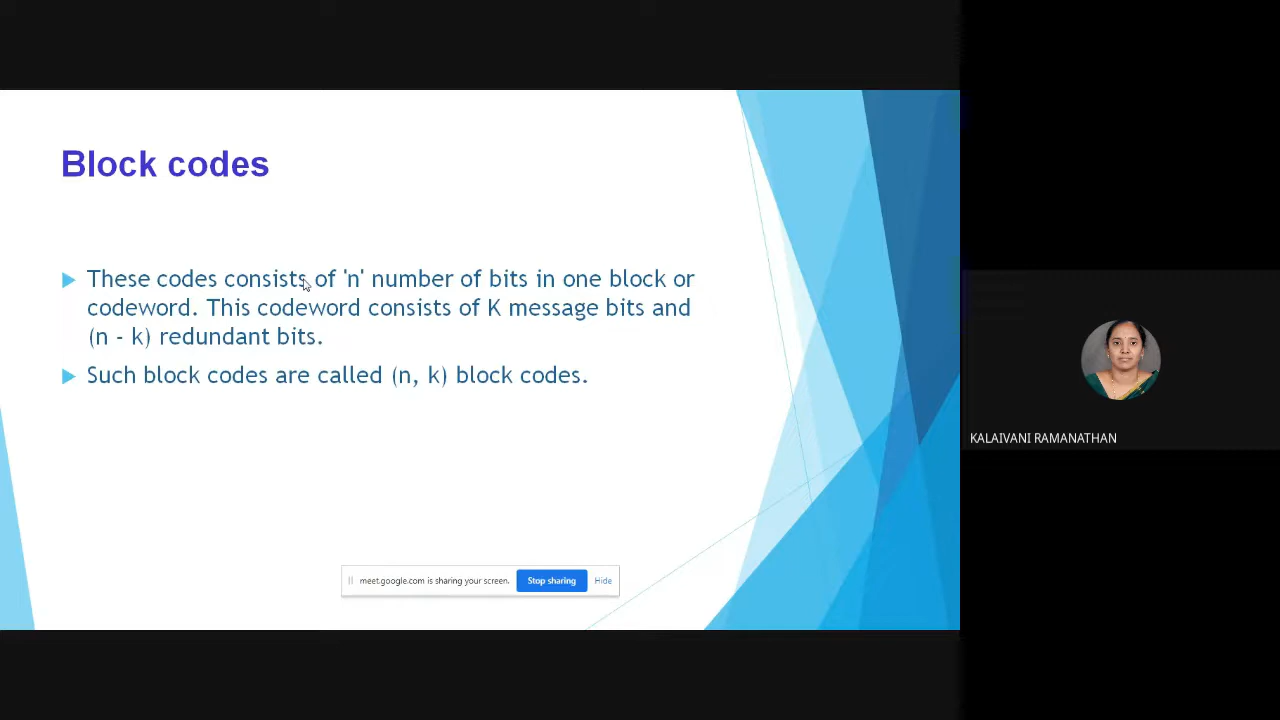 Block codes
These codes consists of 'n' number of bits in one block or
codeword. This codeword consists of K message bits and
(n - k) redundant bits.
Such block codes are called (n, k) block codes.
meet.google.com is sharing your screen. Stop sharing Hide
KALAIVANI RAMANATHAN